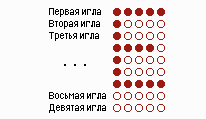 Первая игла
Вторая игла
Третья игла
. . .
Восьмая игла
Девятая игла